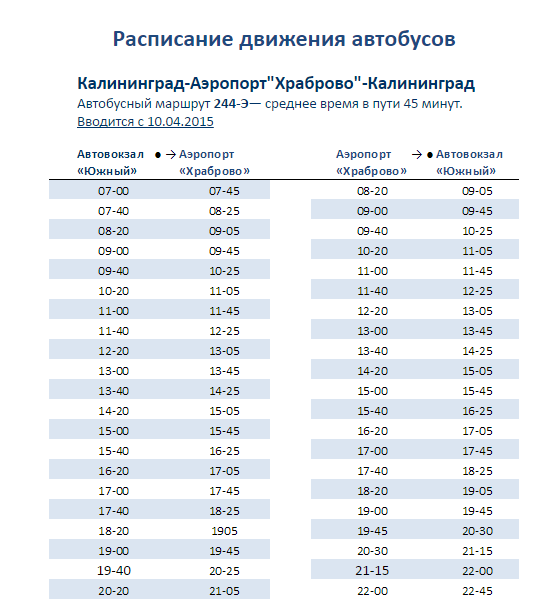 Расписание движения автобусов
Калининград-Аэропорт"Храброво"-Калининград
Автобусный маршрут 244-Э— среднее время в пути 45 минут.
Вводится с 10.04.2015
Автовокзал ● → Аэропорт Аэропорт → ● Автовокзал
«Южный» «Храброво» «Храброво» «Южный»
07-00 07-45 08-20 09-05
07-40 08-25 09-00 09-45
08-20 09-05 09-40 10-25
09-00 09-45 10-20 11-05
09-40 10-25 11-00 11-45
10-20 11-05 11-40 12-25
11-00 11-45 12-20 13-05
11-40 12-25 13-00 13-45
12-20 13-05 13-40 14-25
13-00 13-45 14-20 15-05
13-40 14-25 15-00 15-45
14-20 15-05 15-40 16-25
15-00 15-45 16-20 17-05
15-40 16-25 17-00 17-45
16-20 17-05 17-40 18-25
17-00 17-45 18-20 19-05
17-40 18-25 19-00 19-45
18-20 1905 19-45 20-30
19-00 19-45 20-30 21-15
19-40 20-25 21-15 22-00
20-20 21-05 22-00 22-45